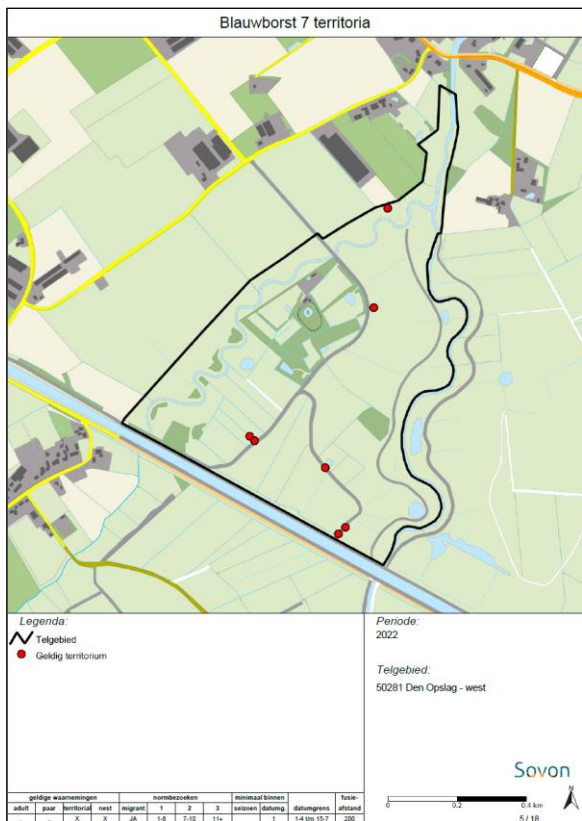 Blauwborst 7 territoria
Legenda:
Telgebied
Geldig territorium
Periode:
2022
Telgebied:
50281 Den Opslag - west
Sovon
0 0.2 0.4 km
N
5 / 18
geldige waarnemingen normbezoeken minimaal binnen fusie-
adult paar territorial nest migrant 1 2 3 seizoen datumg. datumgrens afstand
_ _ X X JA 1-6 7-10 11+ 1 1-4 t/m 15-7 200